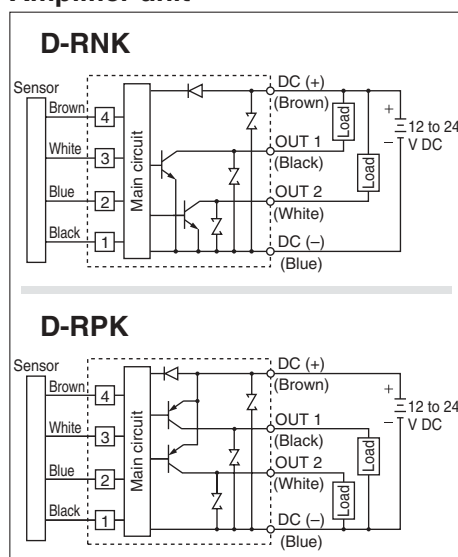 D-RNK
Sensor
Brown
4
White
3
Blue
2
Black
1
Main circuit
DC (+)
(Brown)
OUT 1
(Black)
OUT 2
(White)
DC (–)
(Blue)
Load
Load
+
–
12 to 24
V DC
D-RPK
Sensor
Brown
4
White
3
Blue
2
Black
1
Main circuit
DC (+)
(Brown)
OUT 1
(Black)
OUT 2
(White)
DC (–)
(Blue)
Load
Load
+
–
12 to 24
V DC